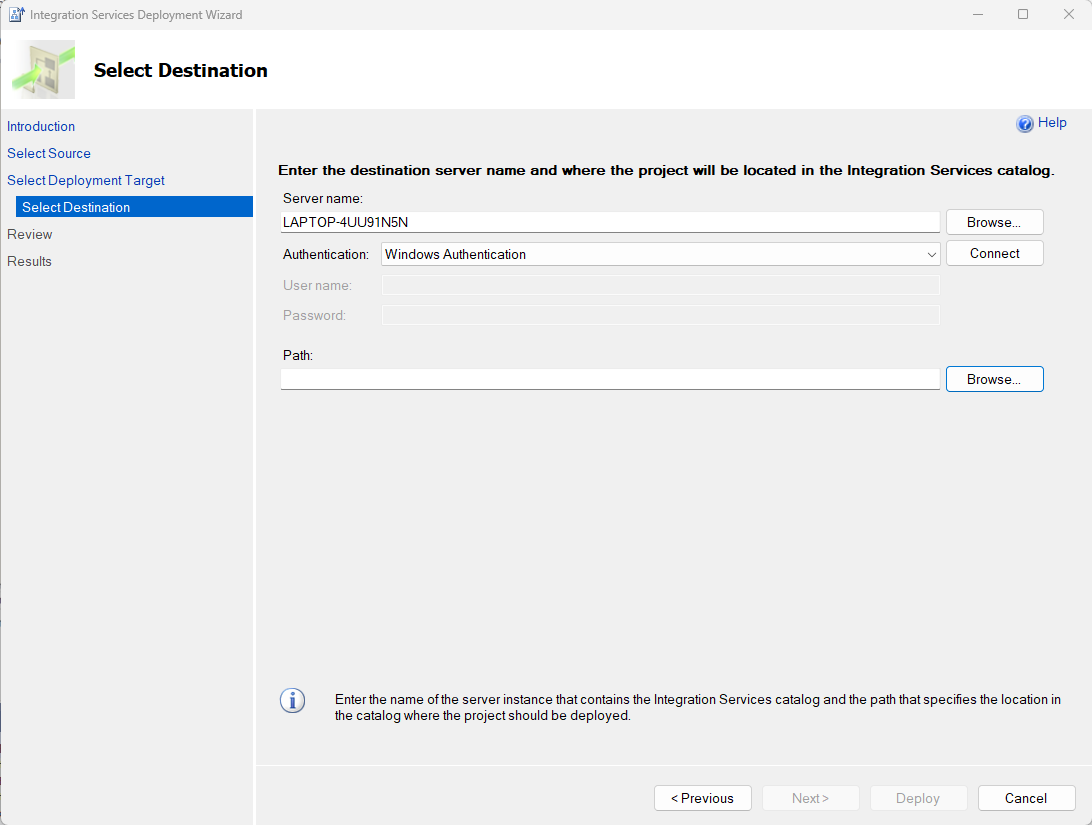 Integration Services Deployment Wizard
Select Destination
Introduction
Select Source
Select Deployment Target
Select Destination
Review
Results
Help
Enter the destination server name and where the project will be located in the Integration Services catalog.
Server name:
LAPTOP-4UU91N5N
Browse...
Authentication:
Windows Authentication
Connect
User name:
Password:
Path:
Browse...
Enter the name of the server instance that contains the Integration Services catalog and the path that specifies the location in
the catalog where the project should be deployed.
< Previous
Next >
Deploy
Cancel